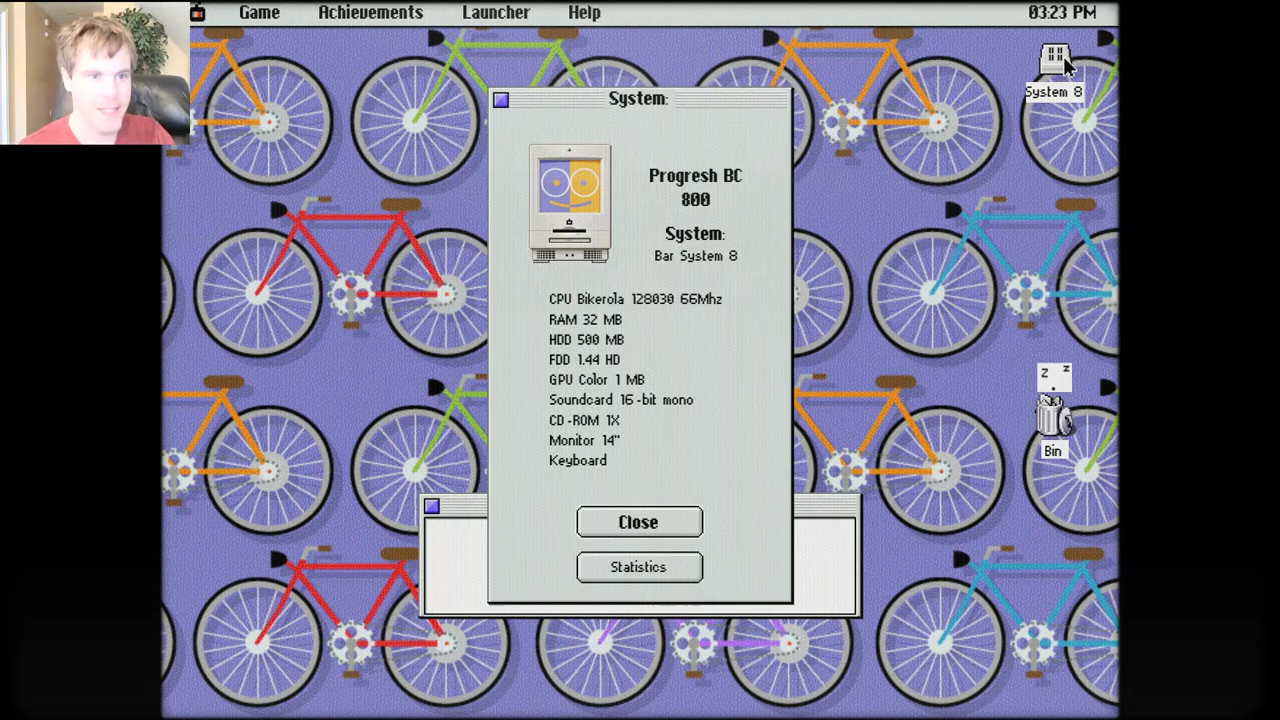 Game Achievements Launcher Help 03:23 PM
System 8
System:
Progresh BC
800
System:
Bar System 8
CPU Bikerola 128030 66Mhz
RAM 32 MB
HDD 500 MB
FDD 1.44 HD
GPU Color 1 MB
Soundcard 16-bit mono
CD-ROM 1X
Monitor 14"
Keyboard
z z
Bin
Close
Statistics